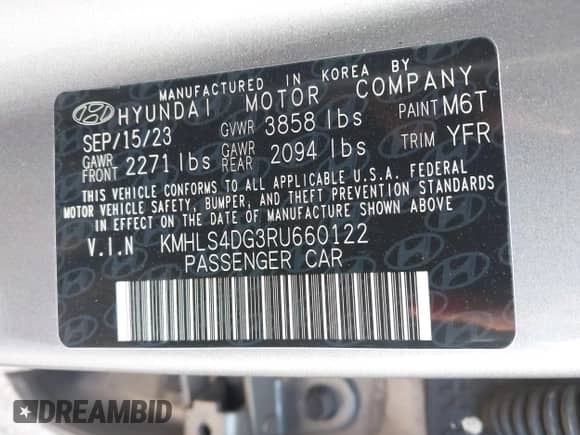 MANUFACTURED IN KOREA BY
HYUNDAI MOTOR COMPANY
SEP/15/23 GVWR 3858 lbs PAINT M6T
GAWR FRONT 2271 lbs GAWR REAR 2094 lbs TRIM YFR
THIS VEHICLE CONFORMS TO ALL APPLICABLE U.S.A. FEDERAL
MOTOR VEHICLE SAFETY, BUMPER, AND THEFT PREVENTION STANDARDS
IN EFFECT ON THE DATE OF MANUFACTURE SHOWN ABOVE
V.I.N KMHLS4DG3RU660122
PASSENGER CAR
DREAMBID